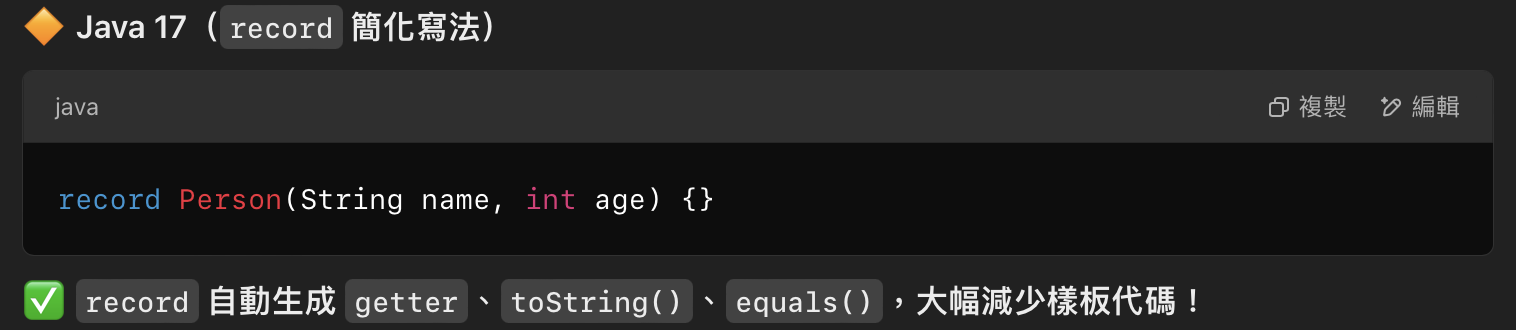 🔶 Java 17（record 簡化寫法）
java 複製 編輯
record Person(String name, int age) {}
✅ record 自動生成 getter、toString()、equals()，大幅減少樣板代碼！